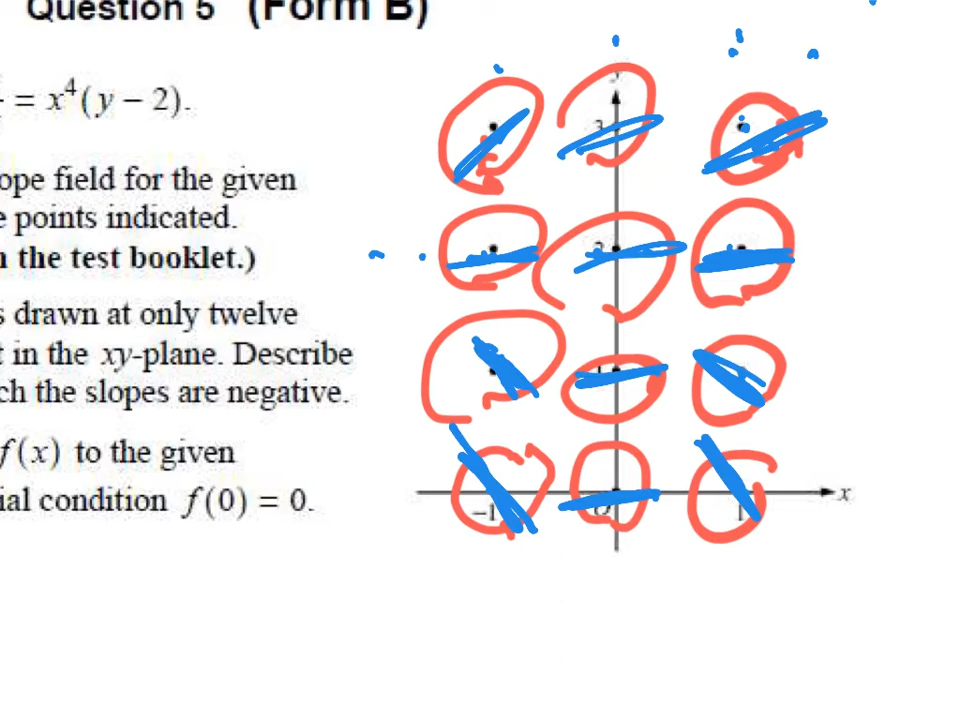 Question 5 (Form B)
= x⁴(y − 2).
ope field for the given
e points indicated.
n the test booklet.)
s drawn at only twelve
t in the xy-plane. Describe
ch the slopes are negative.
f(x) to the given
ial condition f(0) = 0.
y
3
2
1
x
−1
O
1